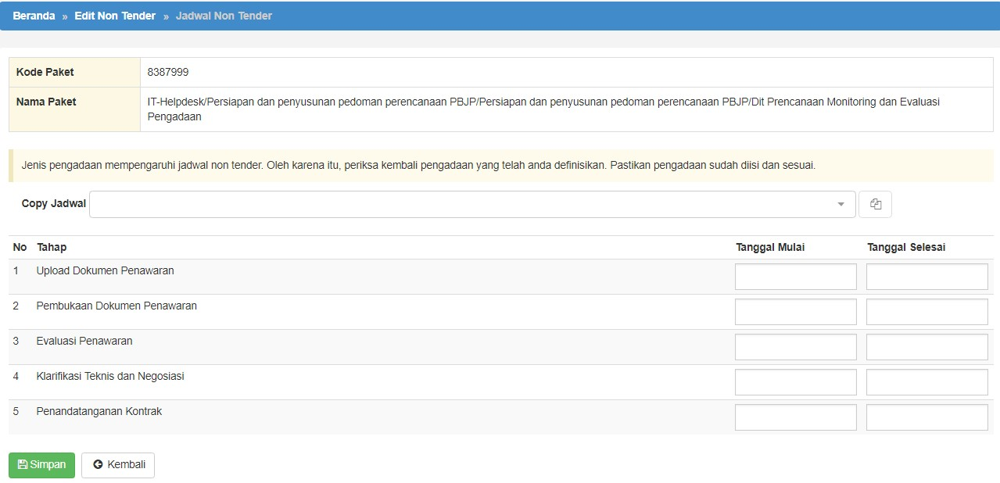 Beranda » Edit Non Tender » Jadwal Non Tender
Kode Paket 8387999
Nama Paket IT-Helpdesk/Persiapan dan penyusunan pedoman perencanaan PBJP/Persiapan dan penyusunan pedoman perencanaan PBJP/Dit Prencanaan Monitoring dan Evaluasi
Pengadaan
Jenis pengadaan mempengaruhi jadwal non tender. Oleh karena itu, periksa kembali pengadaan yang telah anda definisikan. Pastikan pengadaan sudah diisi dan sesuai.
Copy Jadwal
No Tahap Tanggal Mulai Tanggal Selesai
1 Upload Dokumen Penawaran
2 Pembukaan Dokumen Penawaran
3 Evaluasi Penawaran
4 Klarifikasi Teknis dan Negosiasi
5 Penandatanganan Kontrak
Simpan Kembali